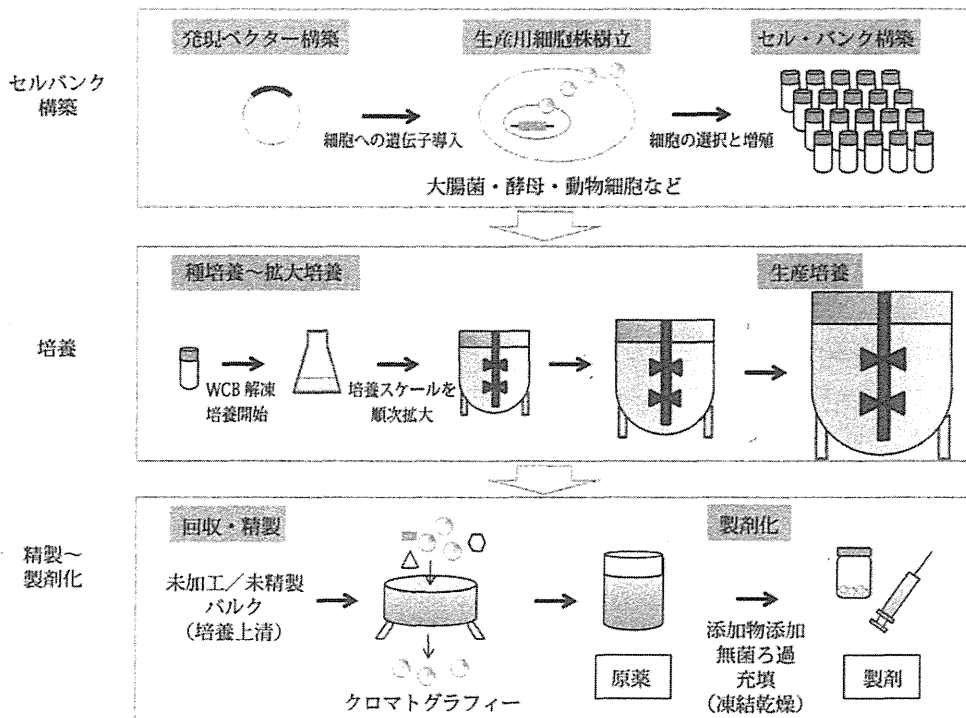 セルバンク
構築
発現ベクター構築
生産用細胞株樹立
セル・バンク構築
細胞への遺伝子導入
細胞の選択と増殖
大腸菌・酵母・動物細胞など
培養
種培養~拡大培養
生産培養
WCB 解凍
培養開始
培養スケールを
順次拡大
精製~
製剤化
回収・精製
製剤化
未加工/未精製
バルク
(培養上清)
クロマトグラフィー
原薬
添加物添加
無菌ろ過
充填
(凍結乾燥)
製剤